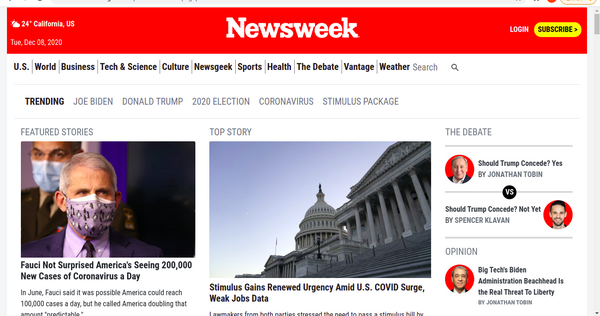 24° California, US
Newsweek
LOGIN
SUBSCRIBE >
Tue, Dec 08, 2020
U.S. World Business Tech & Science Culture Newsgeek Sports Health The Debate Vantage Weather Search
TRENDING JOE BIDEN DONALD TRUMP 2020 ELECTION CORONAVIRUS STIMULUS PACKAGE
FEATURED STORIES
Fauci Not Surprised America's Seeing 200,000
New Cases of Coronavirus a Day
In June, Fauci said it was possible America could reach
100,000 cases a day, but he called America doubling that
amount "predictable."
TOP STORY
Stimulus Gains Renewed Urgency Amid U.S. COVID Surge,
Weak Jobs Data
Lawmakers from both parties stressed the need to pass a stimulus bill by
THE DEBATE
Should Trump Concede? Yes
BY JONATHAN TOBIN
VS
Should Trump Concede? Not Yet
BY SPENCER KLAVAN
OPINION
Big Tech's Biden
Administration Beachhead Is
the Real Threat To Liberty
BY JONATHAN TOBIN